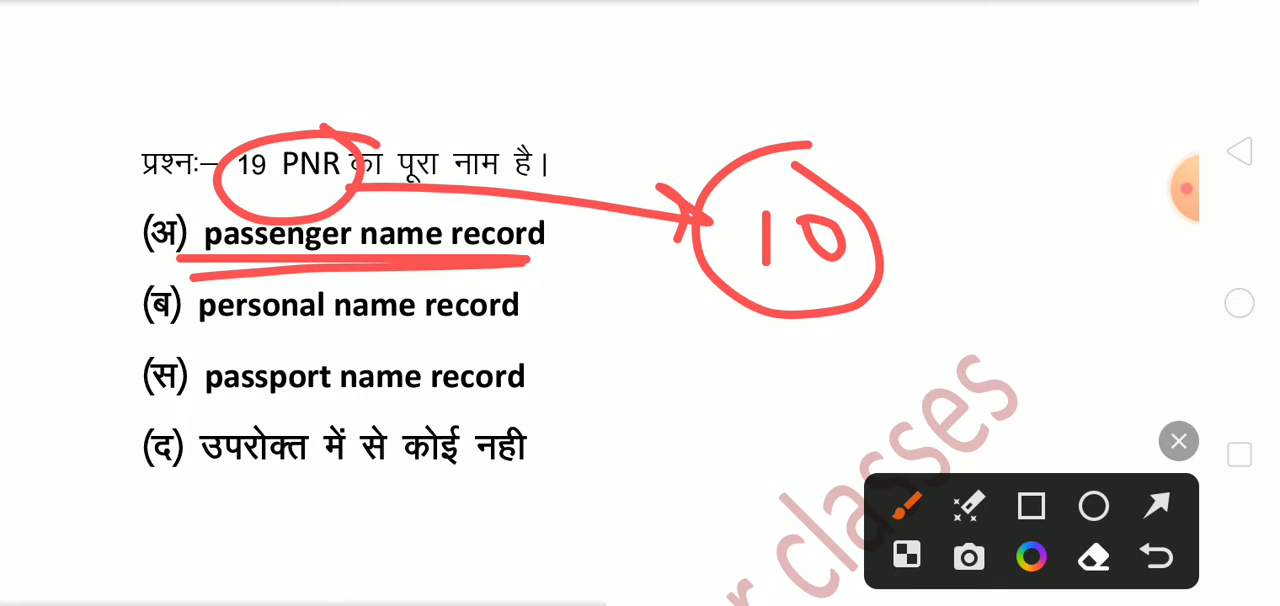 प्रश्नः– 19 PNR का पूरा नाम है।
(अ) passenger name record
10
(ब) personal name record
(स) passport name record
(द) उपरोक्त में से कोई नही
classes